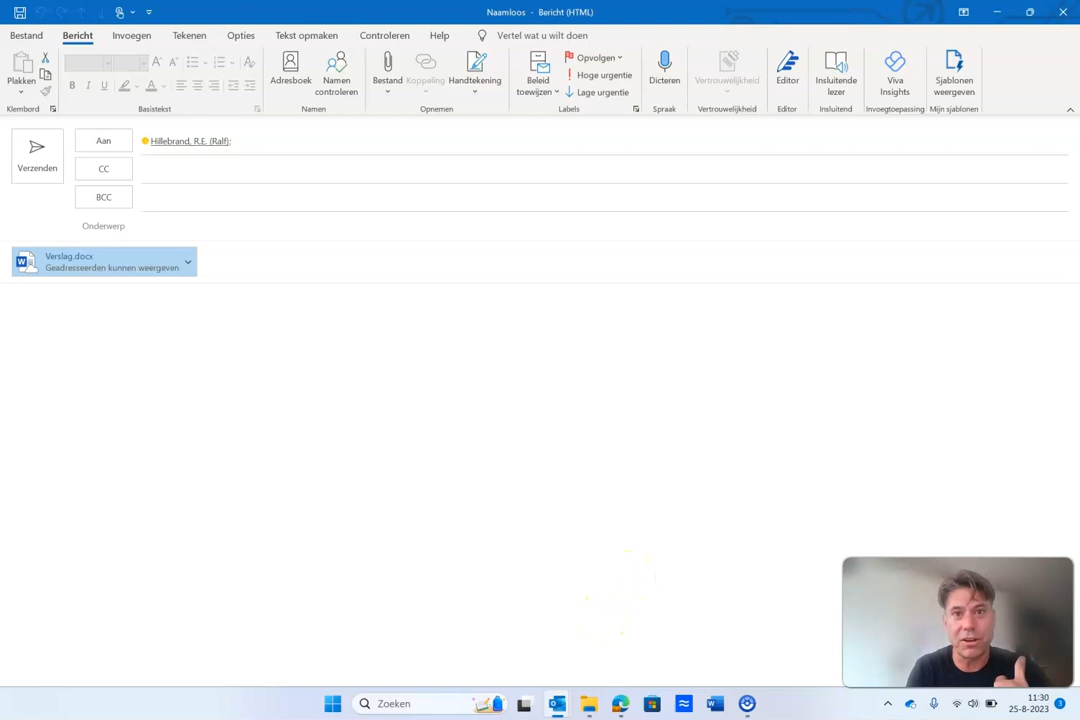 Naamloos - Bericht (HTML)
Bestand Bericht Invoegen Tekenen Opties Tekst opmaken Controleren Help Vertel wat u wilt doen
Plakken
Klembord
Basistekst
Adresboek
Namen controleren
Namen
Bestand
Koppeling
Handtekening
Opnemen
Beleid toewijzen
Opvolgen
Hoge urgentie
Lage urgentie
Labels
Dicteren
Spraak
Vertrouwelijkheid
Vertrouwelijkheid
Editor
Editor
Insluitende lezer
Insluitend
Viva Insights
Invoegtoepassing
Sjablonen weergeven
Mijn sjablonen
Verzenden
Aan Hillebrand, R.E. (Ralf);
CC
BCC
Onderwerp
Verslag.docx
Geadresseerden kunnen weergeven
Zoeken
11:30
25-8-2023
3